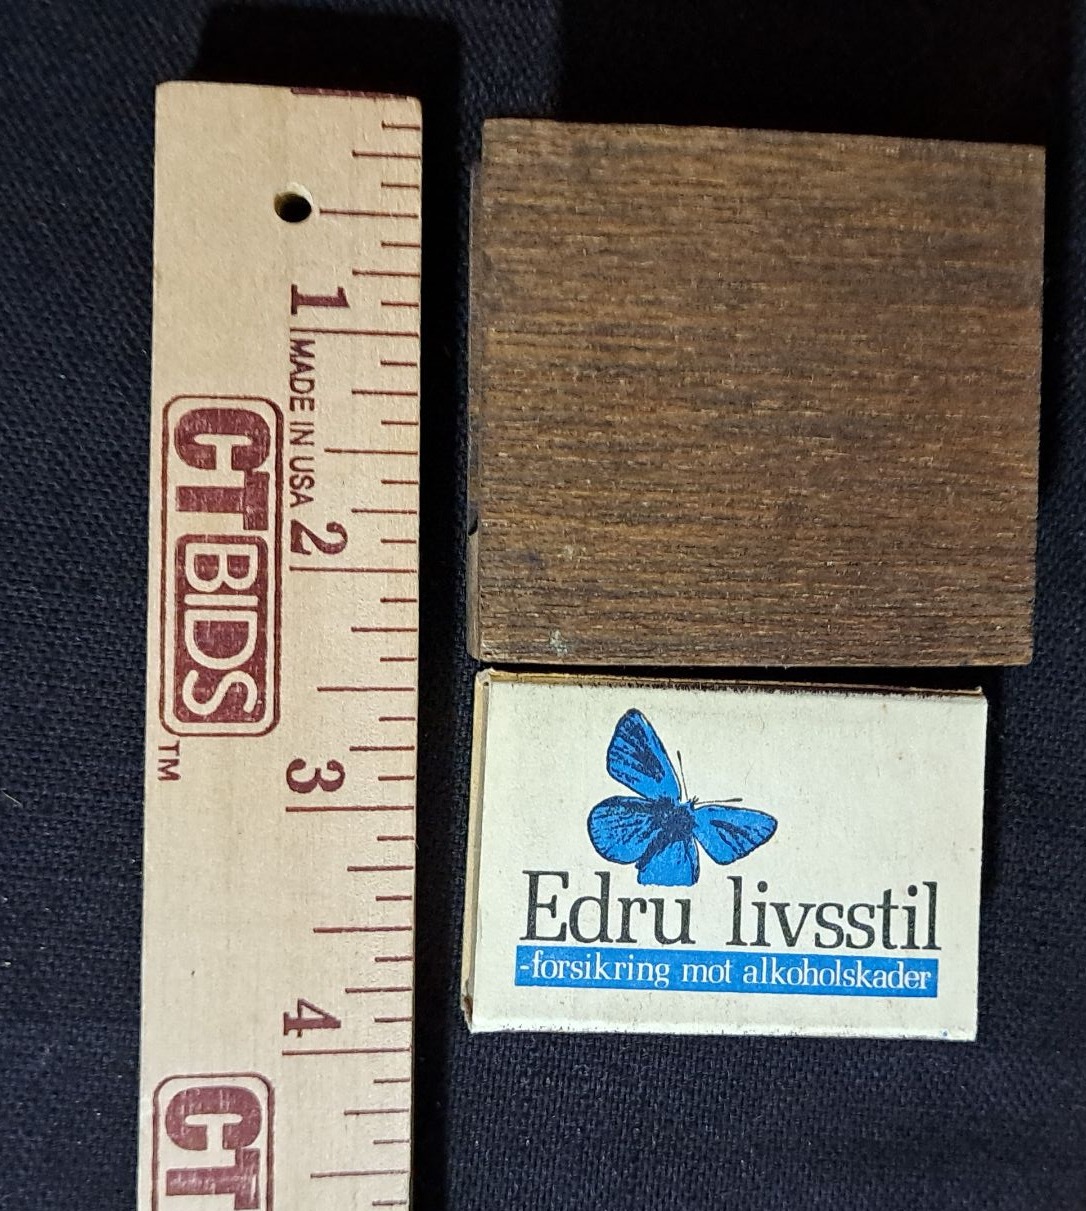 1
MADE IN USA
CTBIDS
TM
2
3
4
CT
Edru livsstil
-forsikring mot alkoholskader